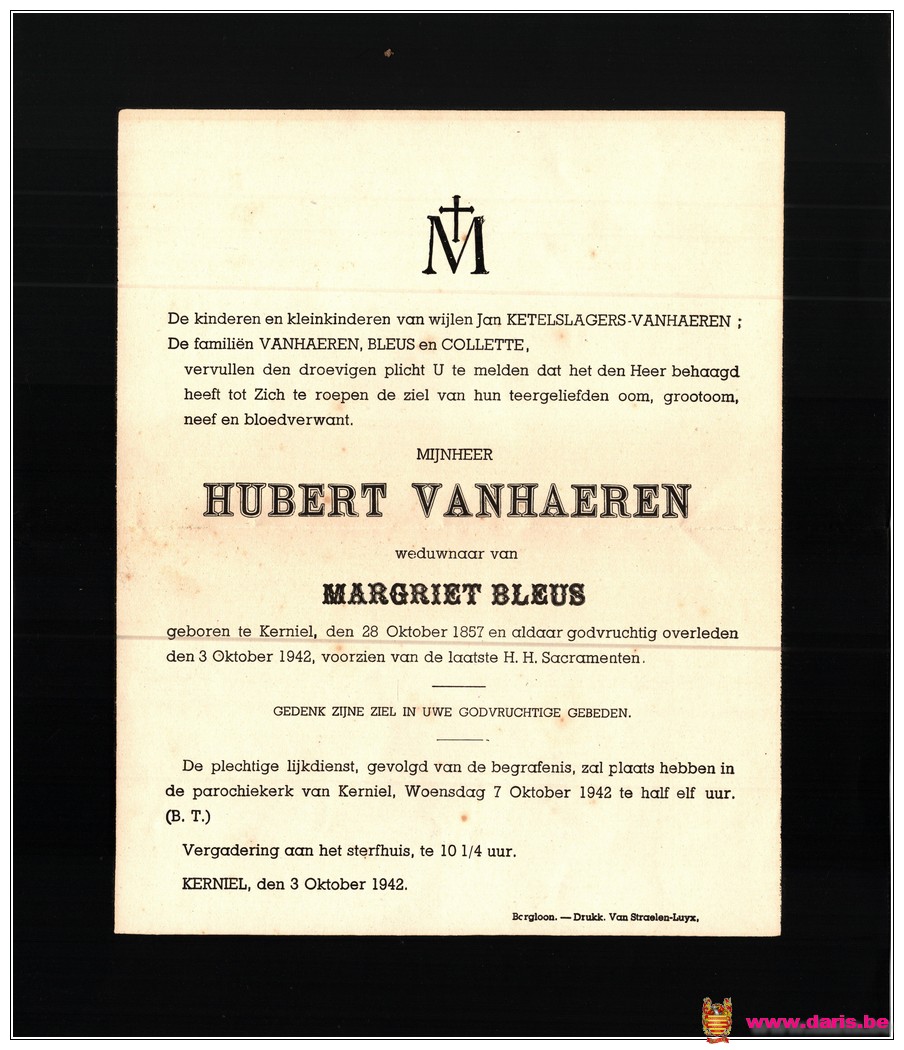 M
De kinderen en kleinkinderen van wijlen Jan KETELSLAGERS-VANHAEREN ;
De familiën VANHAEREN, BLEUS en COLLETTE,
vervullen den droevigen plicht U te melden dat het den Heer behaagd
heeft tot Zich te roepen de ziel van hun teergeliefden oom, grootoom,
neef en bloedverwant.
MIJNHEER
HUBERT VANHAEREN
weduwnaar van
MARGRIET BLEUS
geboren te Kerniel, den 28 Oktober 1857 en aldaar godvruchtig overleden
den 3 Oktober 1942, voorzien van de laatste H. H. Sacramenten.
GEDENK ZIJNE ZIEL IN UWE GODVRUCHTIGE GEBEDEN.
De plechtige lijkdienst, gevolgd van de begrafenis, zal plaats hebben in
de parochiekerk van Kerniel, Woensdag 7 Oktober 1942 te half elf uur.
(B. T.)
Vergadering aan het sterfhuis, te 10 1/4 uur.
KERNIEL, den 3 Oktober 1942.
Borgloon. — Drukk. Van Straelen-Luyx,
www.daris.be